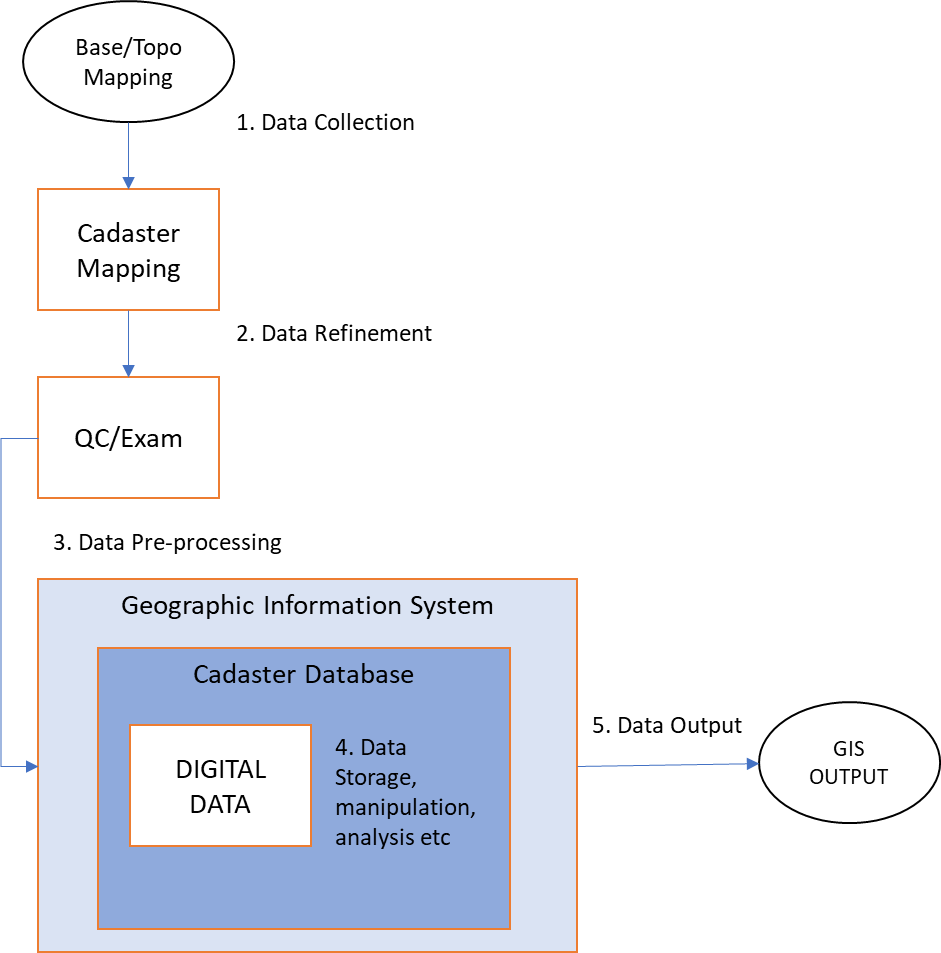 Base/Topo
Mapping
1. Data Collection
Cadaster
Mapping
2. Data Refinement
QC/Exam
3. Data Pre-processing
Geographic Information System
Cadaster Database
DIGITAL
DATA
4. Data
Storage,
manipulation,
analysis etc
5. Data Output
GIS
OUTPUT